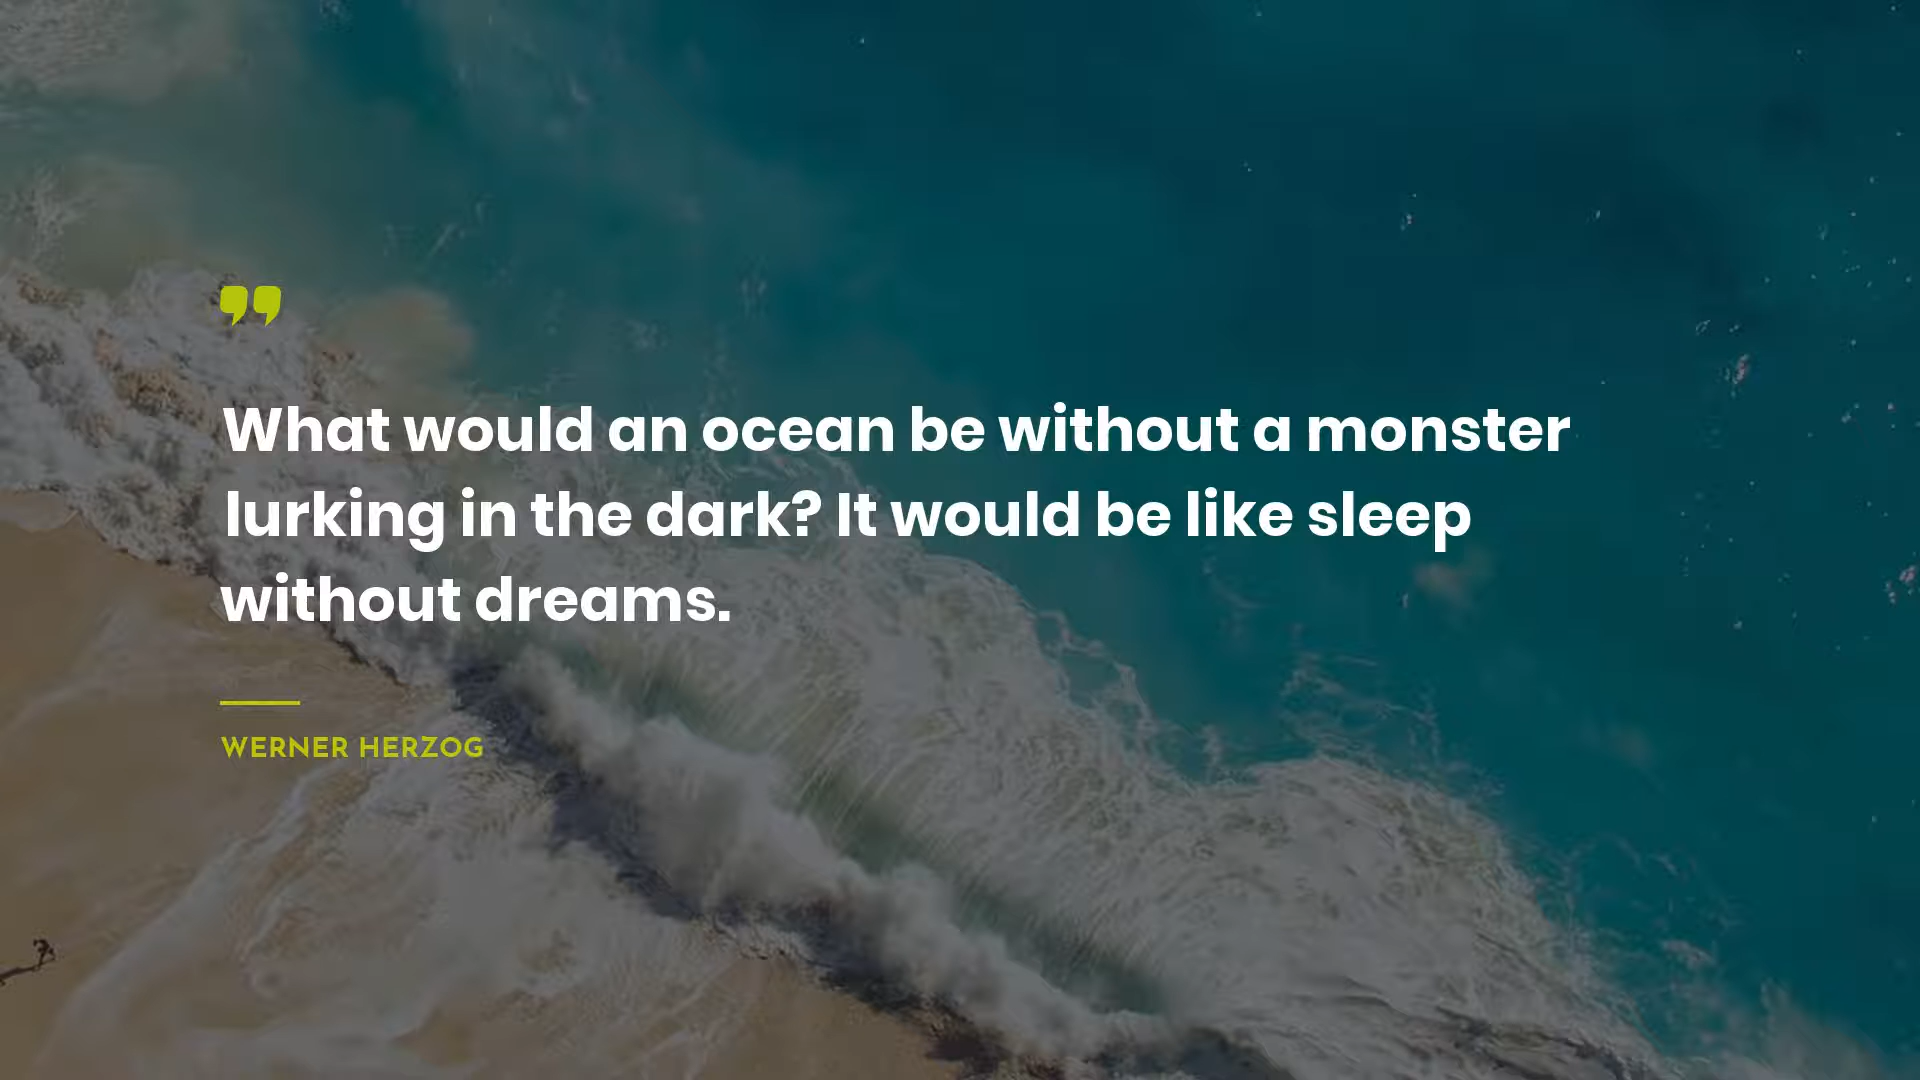 ”
What would an ocean be without a monster
lurking in the dark? It would be like sleep
without dreams.
WERNER HERZOG